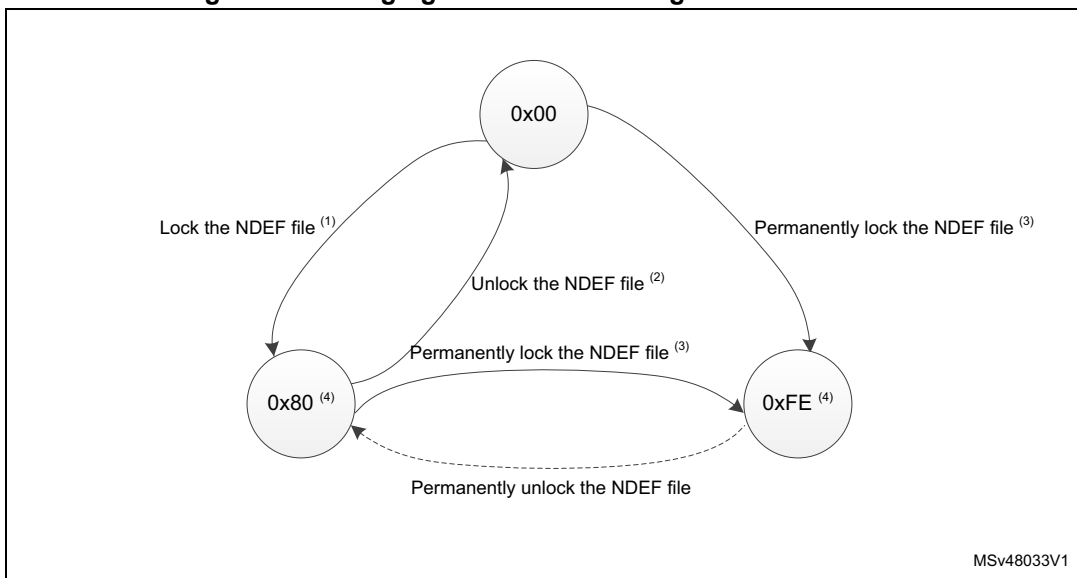 0x00
Lock the NDEF file (1)
Permanently lock the NDEF file (3)
Unlock the NDEF file (2)
Permanently lock the NDEF file (3)
0x80 (4)
0xFE (4)
Permanently unlock the NDEF file
MSv48033V1